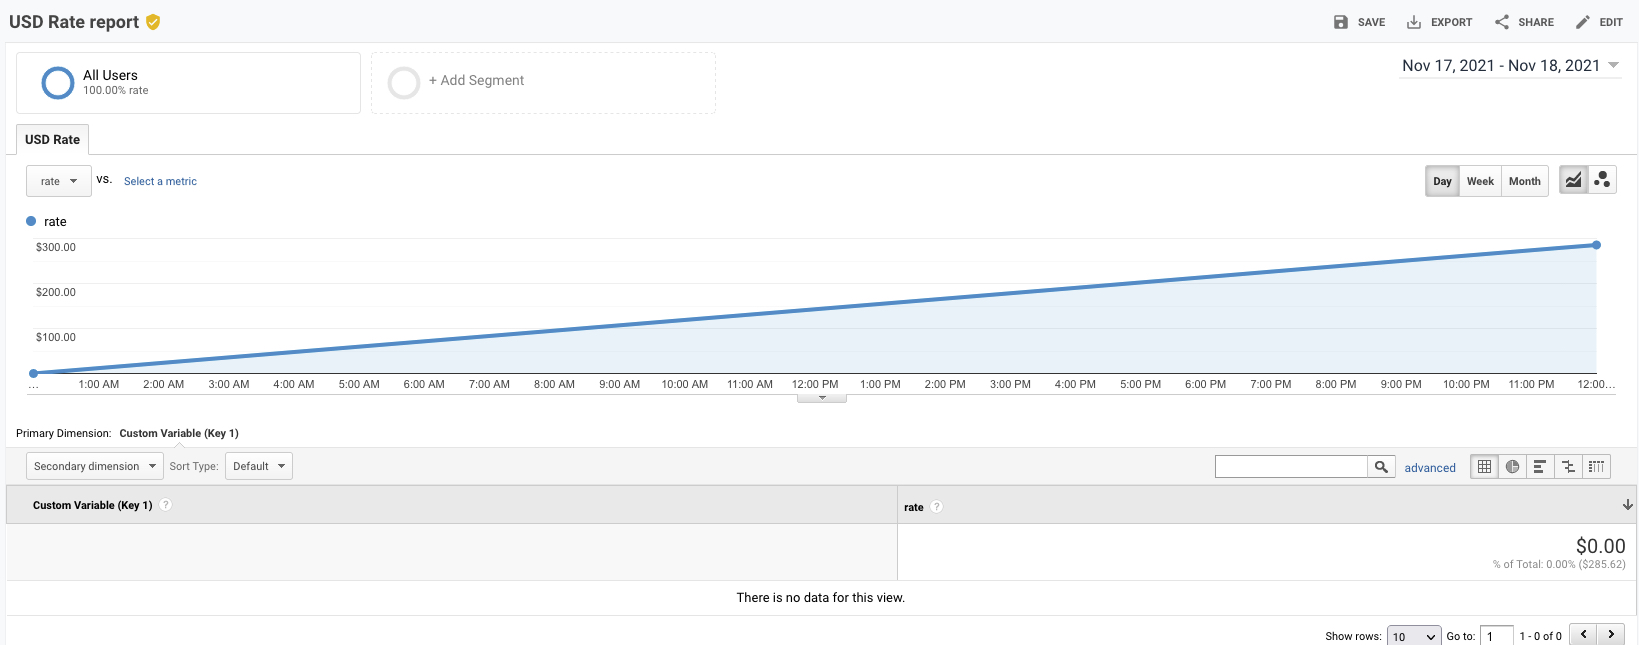 USD Rate report
SAVE EXPORT SHARE EDIT
All Users
100.00% rate
+ Add Segment
Nov 17, 2021 - Nov 18, 2021
USD Rate
rate vs. Select a metric
Day Week Month
rate
$300.00
$200.00
$100.00
... 1:00 AM 2:00 AM 3:00 AM 4:00 AM 5:00 AM 6:00 AM 7:00 AM 8:00 AM 9:00 AM 10:00 AM 11:00 AM 12:00 PM 1:00 PM 2:00 PM 3:00 PM 4:00 PM 5:00 PM 6:00 PM 7:00 PM 8:00 PM 9:00 PM 10:00 PM 11:00 PM 12:00...
Primary Dimension: Custom Variable (Key 1)
Secondary dimension Sort Type: Default advanced
Custom Variable (Key 1) ? rate ?
$0.00
% of Total: 0.00% ($285.62)
There is no data for this view.
Show rows: 10 Go to: 1 1 - 0 of 0